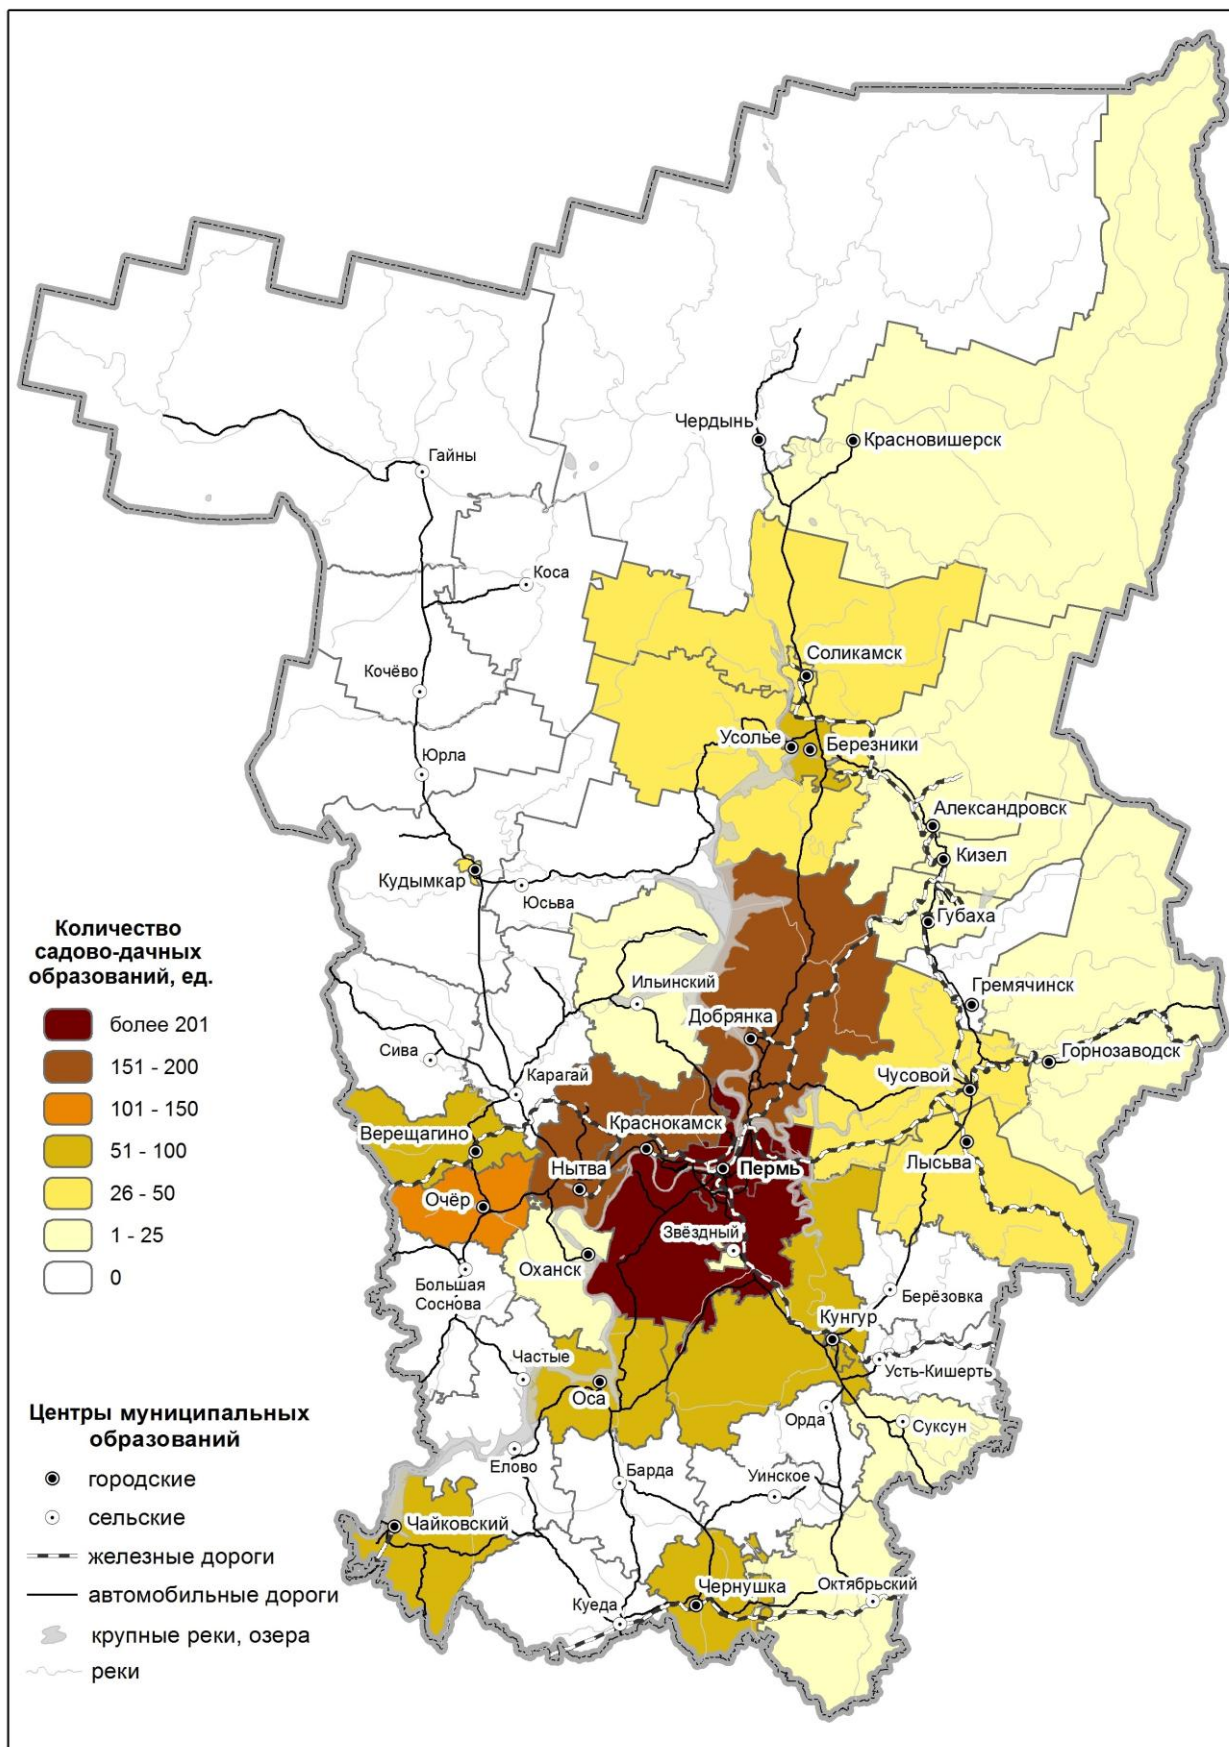 Чердынь
Красновишерск
Гайны
Коса
Соликамск
Кочёво
Усолье
Березники
Юрла
Александровск
Кизел
Кудымкар
Юсьва
Губаха
Ильинский
Гремячинск
Добрянка
Сива
Горнозаводск
Карагай
Чусовой
Краснокамск
Верещагино
Лысьва
Пермь
Нытва
Очёр
Звёздный
Оханск
Большая
Соснова
Берёзовка
Кунгур
Частые
Усть-Кишерть
Оса
Орда
Суксун
Елово
Барда
Уинское
Чайковский
Чернушка
Октябрьский
Куеда
Количество
садово-дачных
образований, ед.
более 201
151 - 200
101 - 150
51 - 100
26 - 50
1 - 25
0
Центры муниципальных
образований
городские
сельские
железные дороги
автомобильные дороги
крупные реки, озера
реки